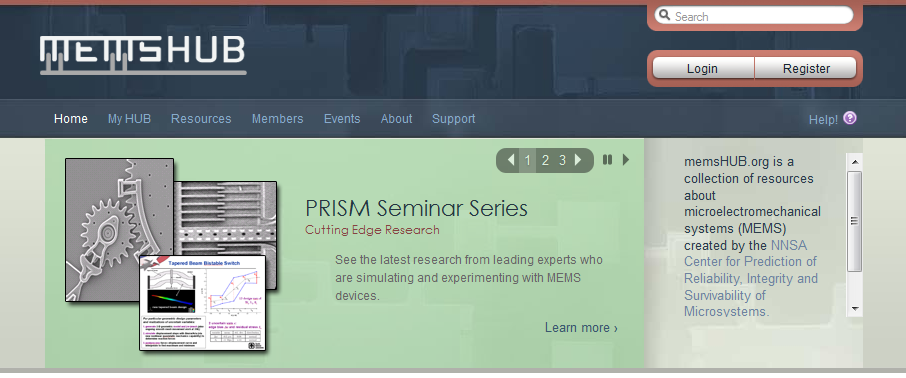 Search
MEMSHUB
Login
Register
Home
My HUB
Resources
Members
Events
About
Support
Help! ?
1 2 3
PRISM Seminar Series
Cutting Edge Research
See the latest research from leading experts who
are simulating and experimenting with MEMS
devices.
Learn more ›
Tapered Beam Bistable Switch
memsHUB.org is a
collection of resources
about
microelectromechanical
systems (MEMS)
created by the NNSA
Center for Prediction of
Reliability, Integrity and
Survivability of
Microsystems.